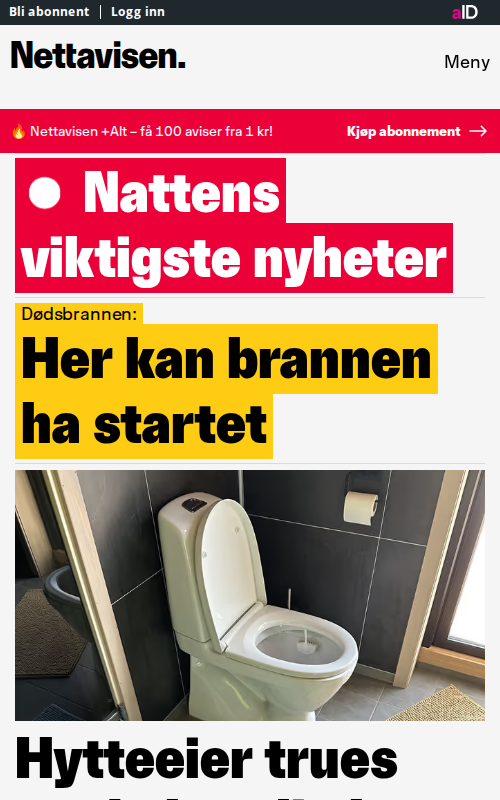 Bli abonnent | Logg inn
aID
Nettavisen.
Meny
🔥 Nettavisen +Alt – få 100 aviser fra 1 kr!
Kjøp abonnement →
Nattens
viktigste nyheter
Dødsbrannen:
Her kan brannen
ha startet
Hytteeier trues